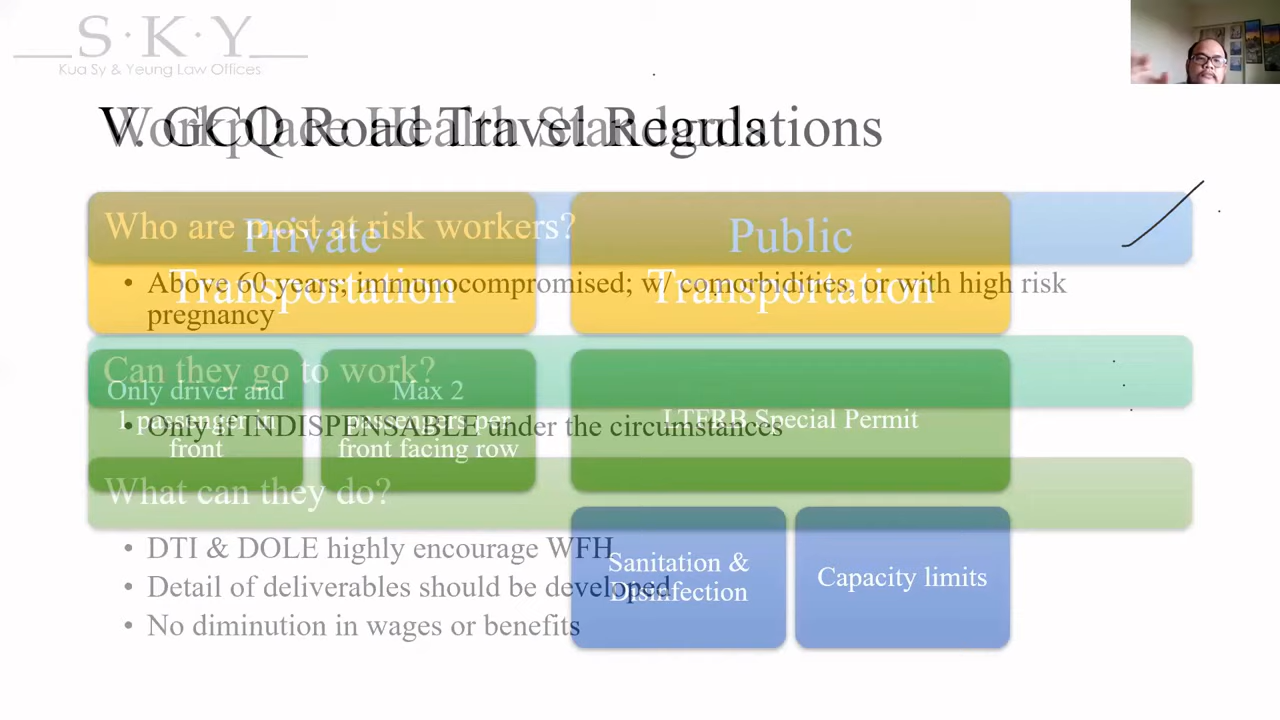 S·K·Y
Kua Sy & Yeung Law Offices
Workplace Health Standards
V. GCQ Road Travel Regulations
Who are most at risk workers?
• Above 60 years; immunocompromised; w/ comorbidities, or with high risk
pregnancy
Can they go to work?
• Only if INDISPENSABLE under the circumstances
What can they do?
• DTI & DOLE highly encourage WFH
• Detail of deliverables should be developed
• No diminution in wages or benefits
Private
Transportation
Only driver and
1 passenger in
front
Max 2
passengers per
front facing row
Public
Transportation
LTFRB Special Permit
Sanitation &
Disinfection
Capacity limits